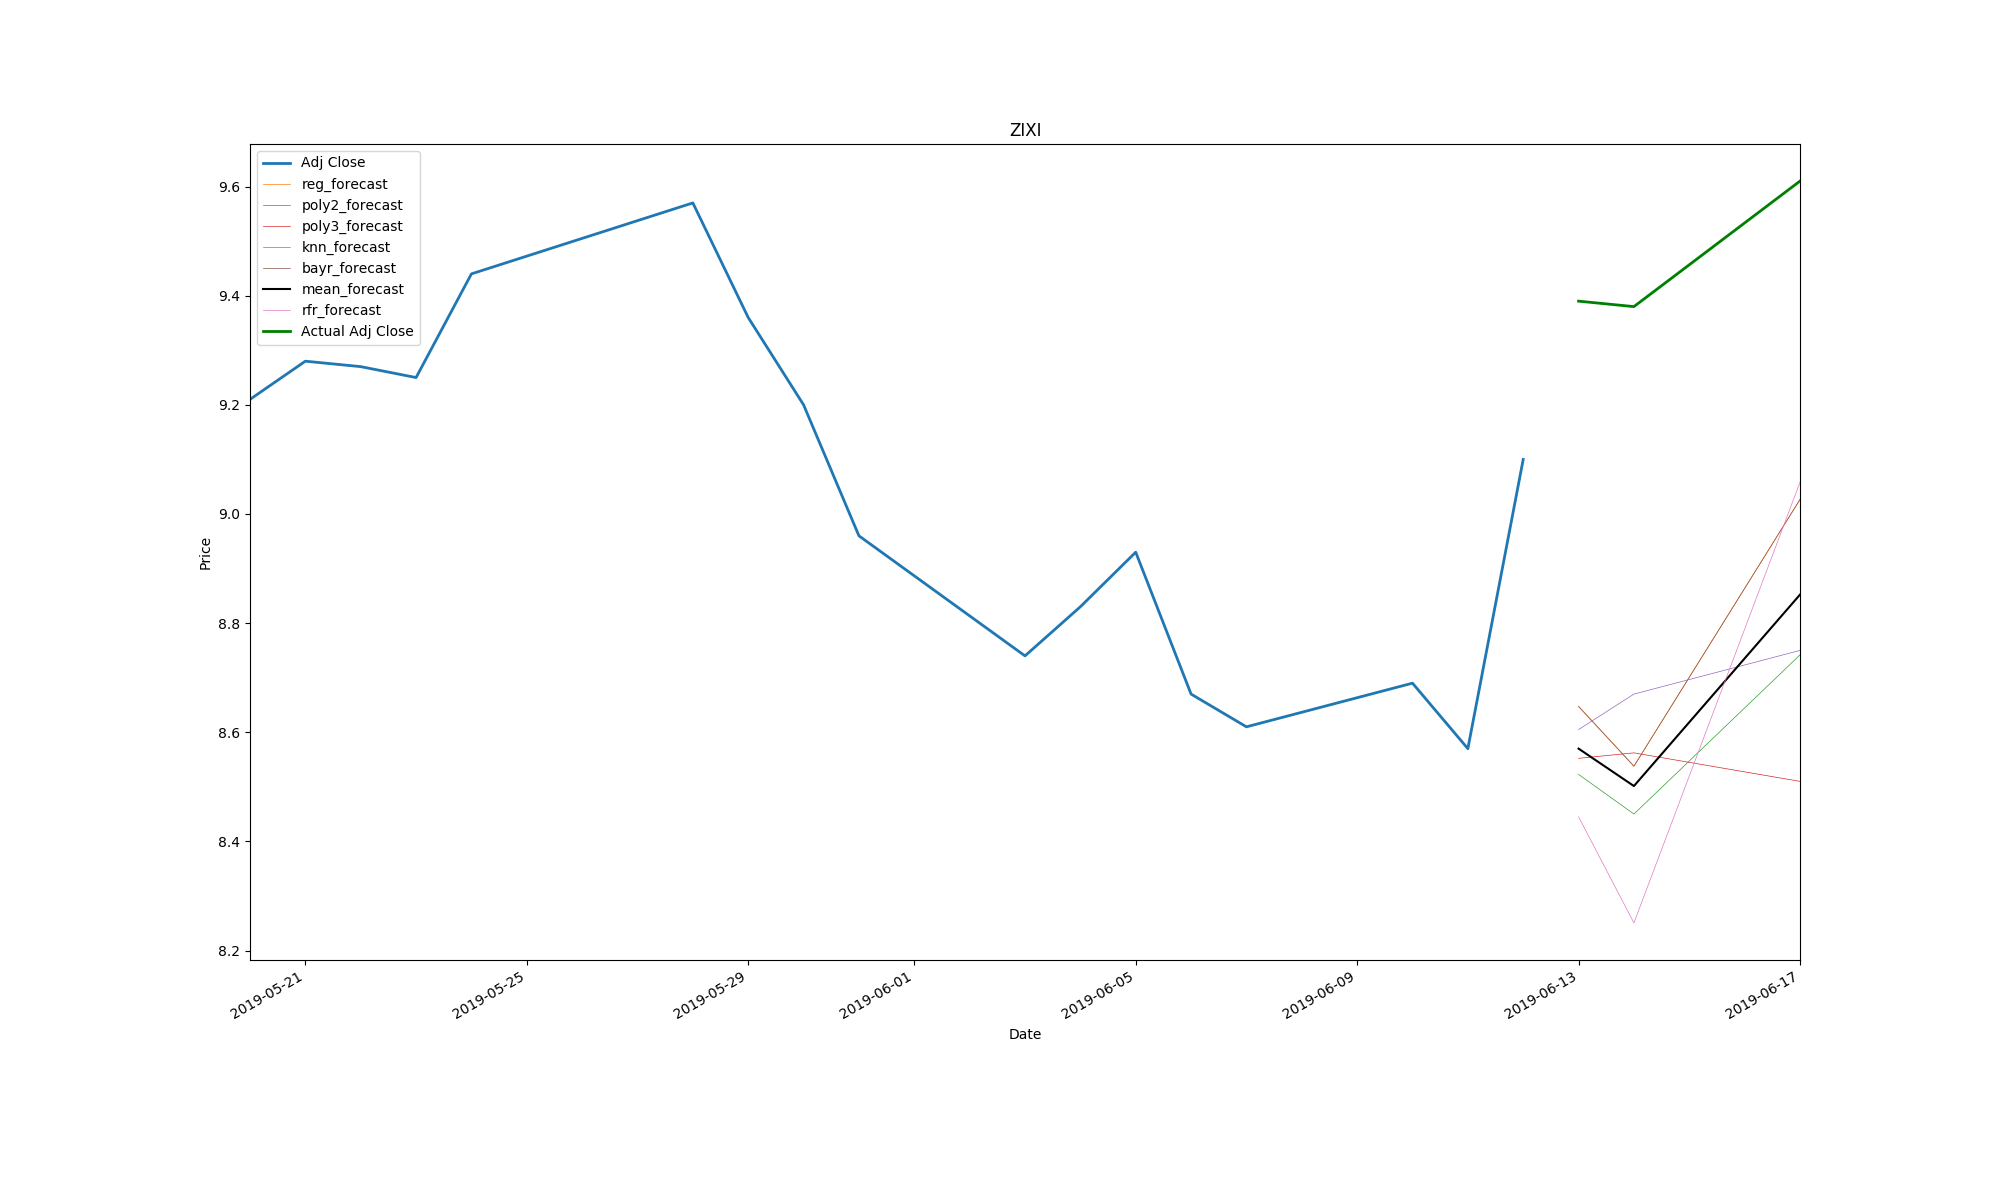 ZIXI
Adj Close
reg_forecast
poly2_forecast
poly3_forecast
knn_forecast
bayr_forecast
mean_forecast
rfr_forecast
Actual Adj Close
9.6
9.4
9.2
9.0
8.8
8.6
8.4
8.2
Price
2019-05-21
2019-05-25
2019-05-29
2019-06-01
2019-06-05
2019-06-09
2019-06-13
2019-06-17
Date